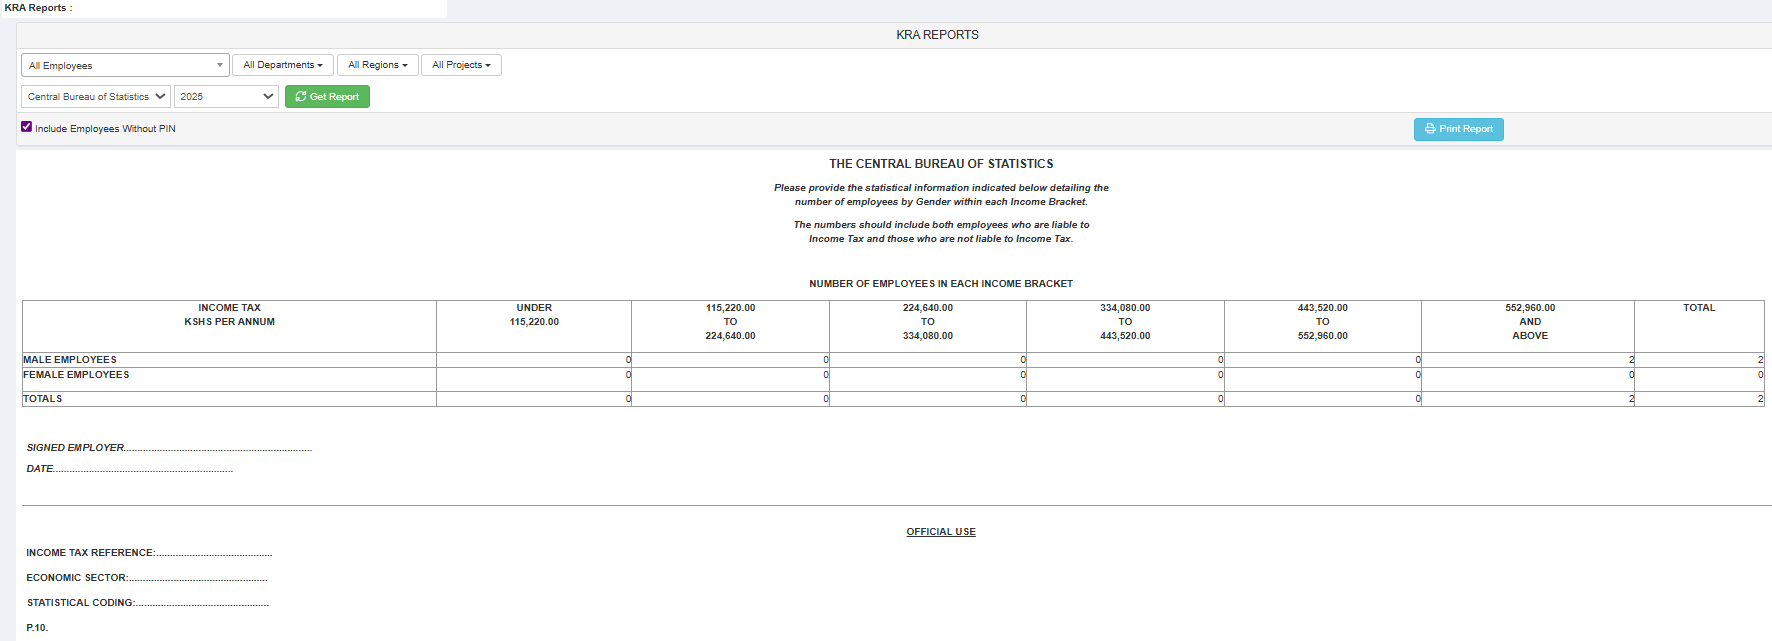 KRA Reports :
KRA REPORTS
All Employees All Departments All Regions All Projects
Central Bureau of Statistics 2025 Get Report
Include Employees Without PIN Print Report
THE CENTRAL BUREAU OF STATISTICS
Please provide the statistical information indicated below detailing the
number of employees by Gender within each Income Bracket.
The numbers should include both employees who are liable to
Income Tax and those who are not liable to Income Tax.
NUMBER OF EMPLOYEES IN EACH INCOME BRACKET
INCOME TAX UNDER 115,220.00 224,640.00 334,080.00 443,520.00 552,960.00 TOTAL
KSHS PER ANNUM 115,220.00 TO TO TO TO AND
224,640.00 334,080.00 443,520.00 552,960.00 ABOVE
MALE EMPLOYEES 0 0 0 0 0 2 2
FEMALE EMPLOYEES 0 0 0 0 0 0 0
TOTALS 0 0 0 0 0 2 2
SIGNED EMPLOYER....................................................................
DATE.................................................................
OFFICIAL USE
INCOME TAX REFERENCE:..........................................
ECONOMIC SECTOR:..................................................
STATISTICAL CODING:................................................
P.10.